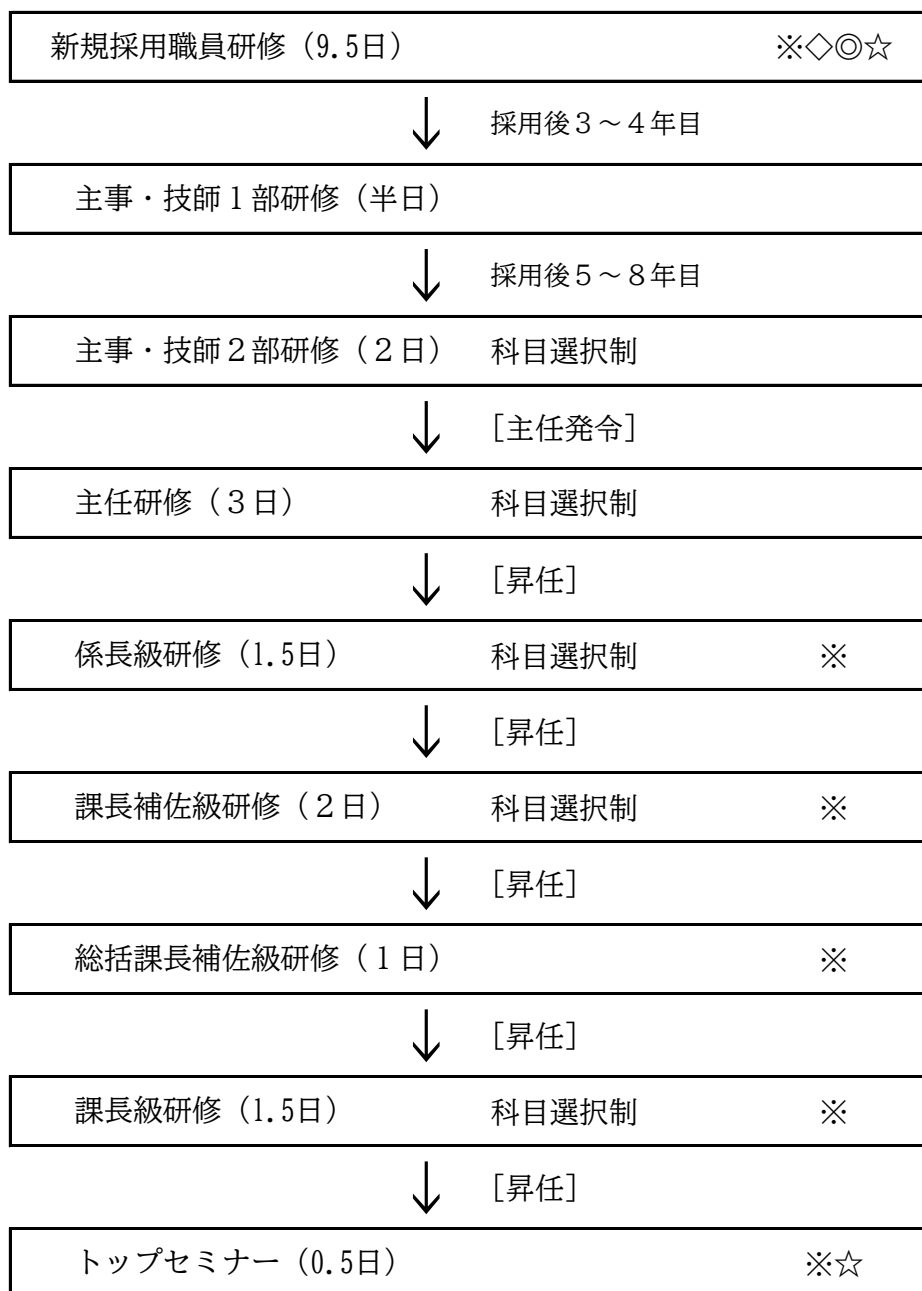 新規採用職員研修（9.5日） ※◇◎☆
↓ 採用後３～４年目
主事・技師１部研修（半日）
↓ 採用後５～８年目
主事・技師２部研修（２日） 科目選択制
↓ ［主任発令］
主任研修（３日） 科目選択制
↓ ［昇任］
係長級研修（1.5日） 科目選択制 ※
↓ ［昇任］
課長補佐級研修（２日） 科目選択制 ※
↓ ［昇任］
総括課長補佐級研修（１日） ※
↓ ［昇任］
課長級研修（1.5日） 科目選択制 ※
↓ ［昇任］
トップセミナー（0.5日） ※☆